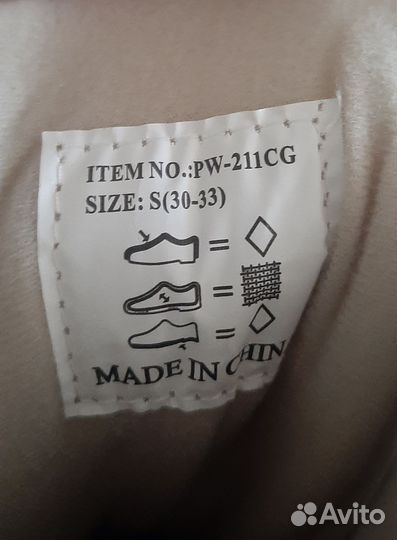 ITEM NO.:PW-211CG
SIZE: S(30-33)
=
=
=
MADE IN CHIN
Avito